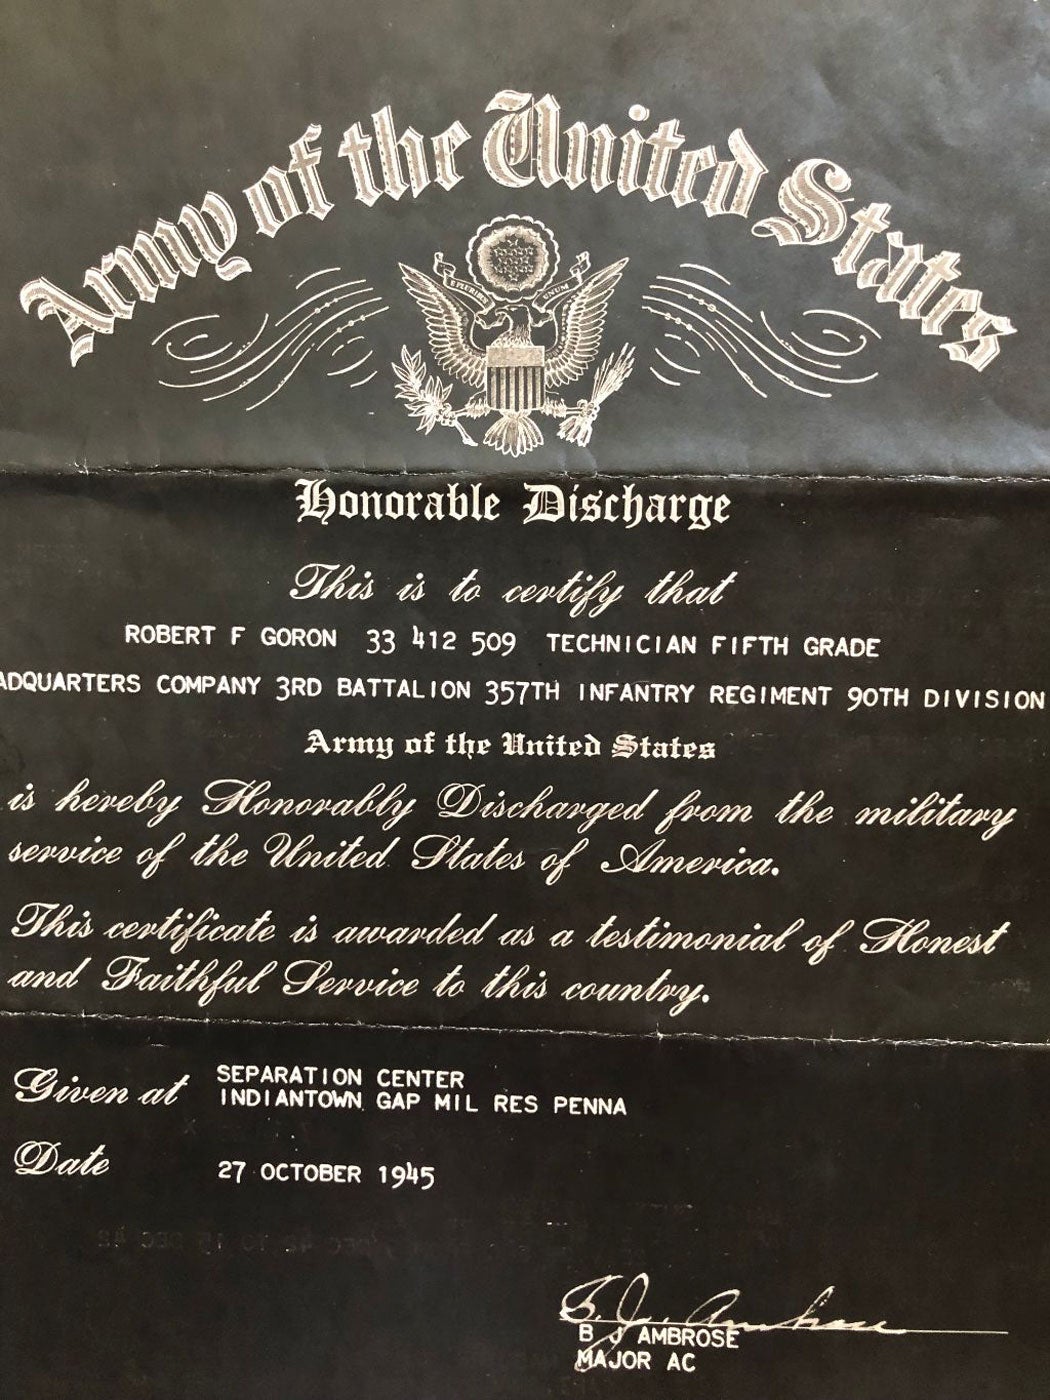 Army of the United States
E PLURIBUS UNUM
Honorable Discharge
This is to certify that
ROBERT F GORON 33 412 509 TECHNICIAN FIFTH GRADE
ADQUARTERS COMPANY 3RD BATTALION 357TH INFANTRY REGIMENT 90TH DIVISION
Army of the United States
is hereby Honorably Discharged from the military
service of the United States of America.
This certificate is awarded as a testimonial of Honest
and Faithful Service to this country.
Given at SEPARATION CENTER
INDIANTOWN GAP MIL RES PENNA
Date 27 OCTOBER 1945
B. J. Ambrose
B J AMBROSE
MAJOR AC